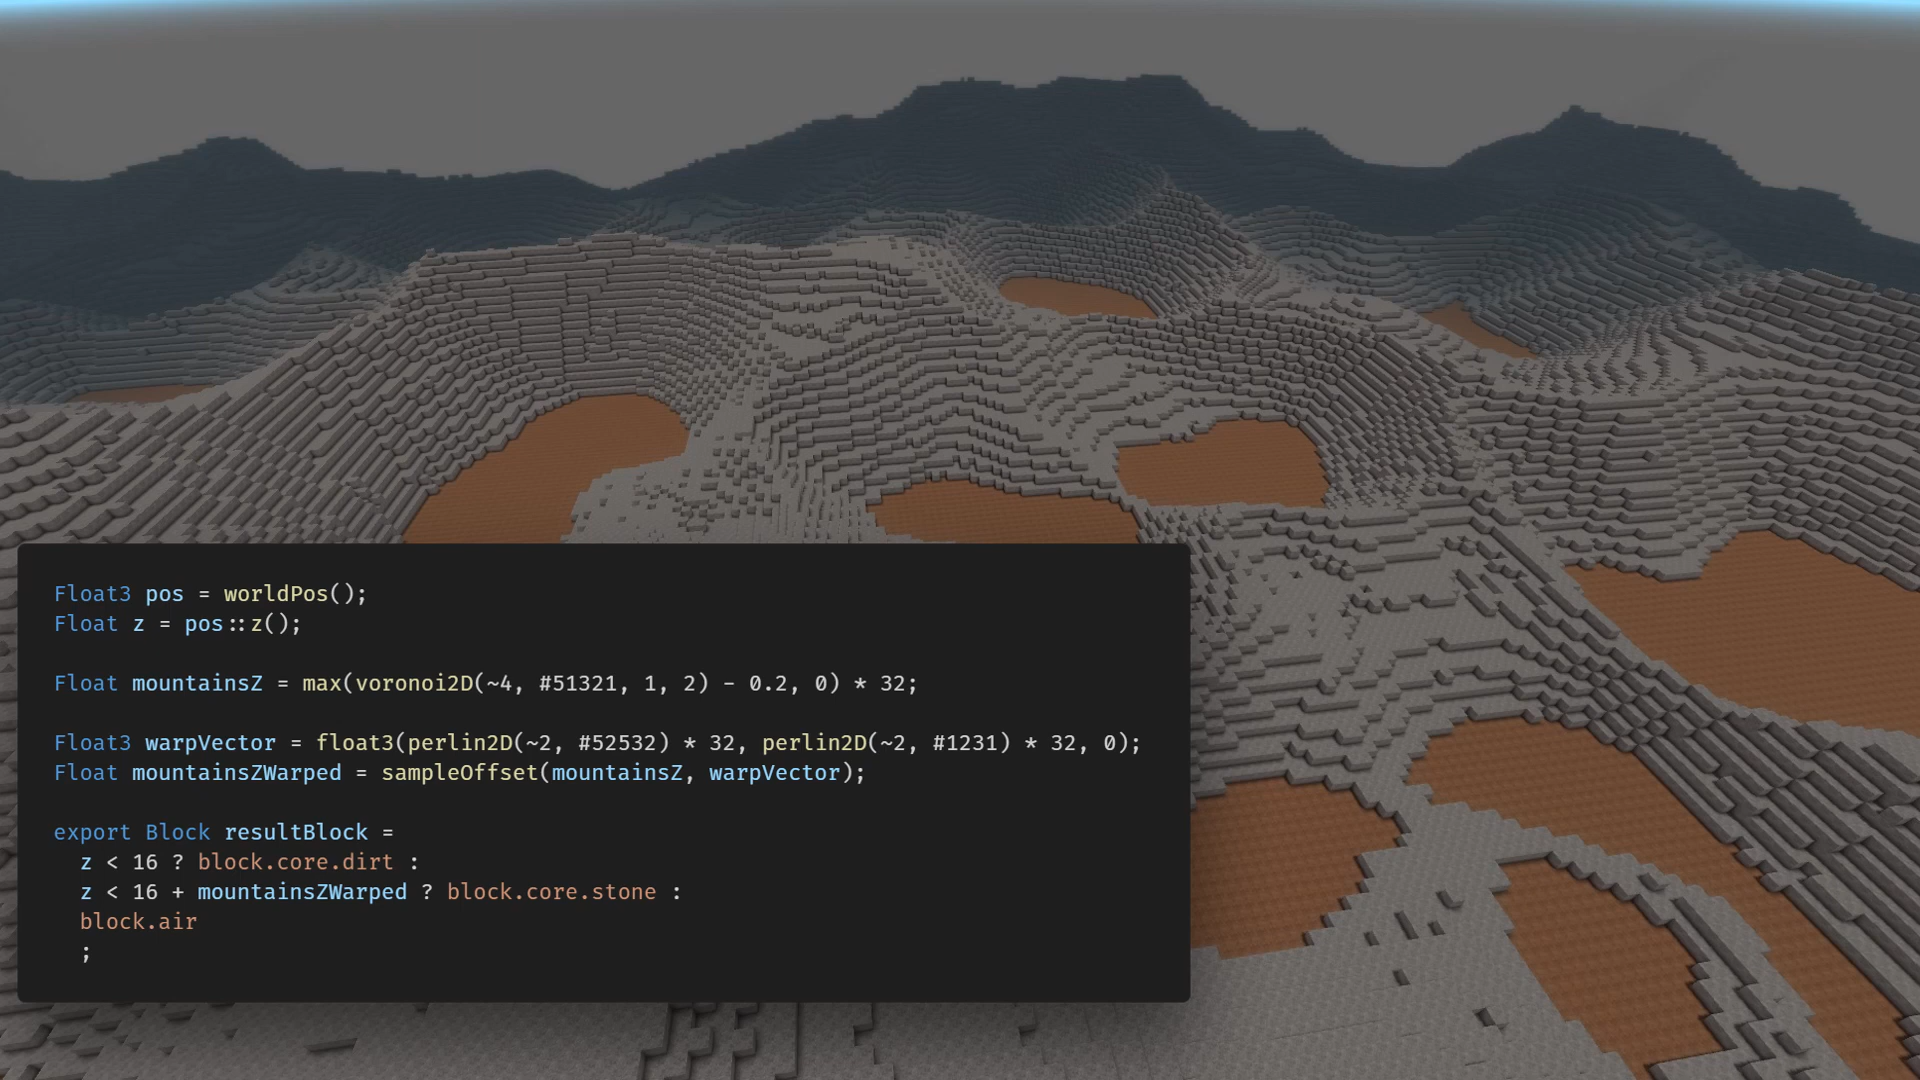 Float3 pos = worldPos();
Float z = pos::z();
Float mountainsZ = max(voronoi2D(~4, #51321, 1, 2) - 0.2, 0) * 32;
Float3 warpVector = float3(perlin2D(~2, #52532) * 32, perlin2D(~2, #1231) * 32, 0);
Float mountainsZWarped = sampleOffset(mountainsZ, warpVector);
export Block resultBlock =
z < 16 ? block.core.dirt :
z < 16 + mountainsZWarped ? block.core.stone :
block.air
;